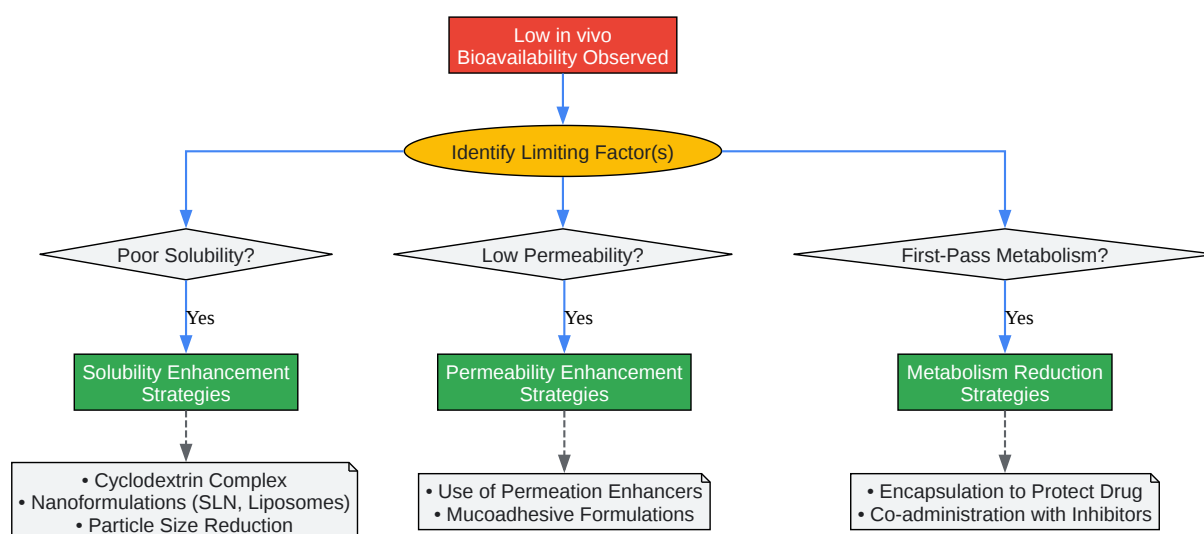 Low in vivo
Bioavailability Observed
Identify Limiting Factor(s)
Poor Solubility?
Low Permeability?
First-Pass Metabolism?
Yes
Yes
Yes
Solubility Enhancement
Strategies
Permeability Enhancement
Strategies
Metabolism Reduction
Strategies
• Cyclodextrin Complex
• Nanoformulations (SLN, Liposomes)
• Particle Size Reduction
• Use of Permeation Enhancers
• Mucoadhesive Formulations
• Encapsulation to Protect Drug
• Co-administration with Inhibitors